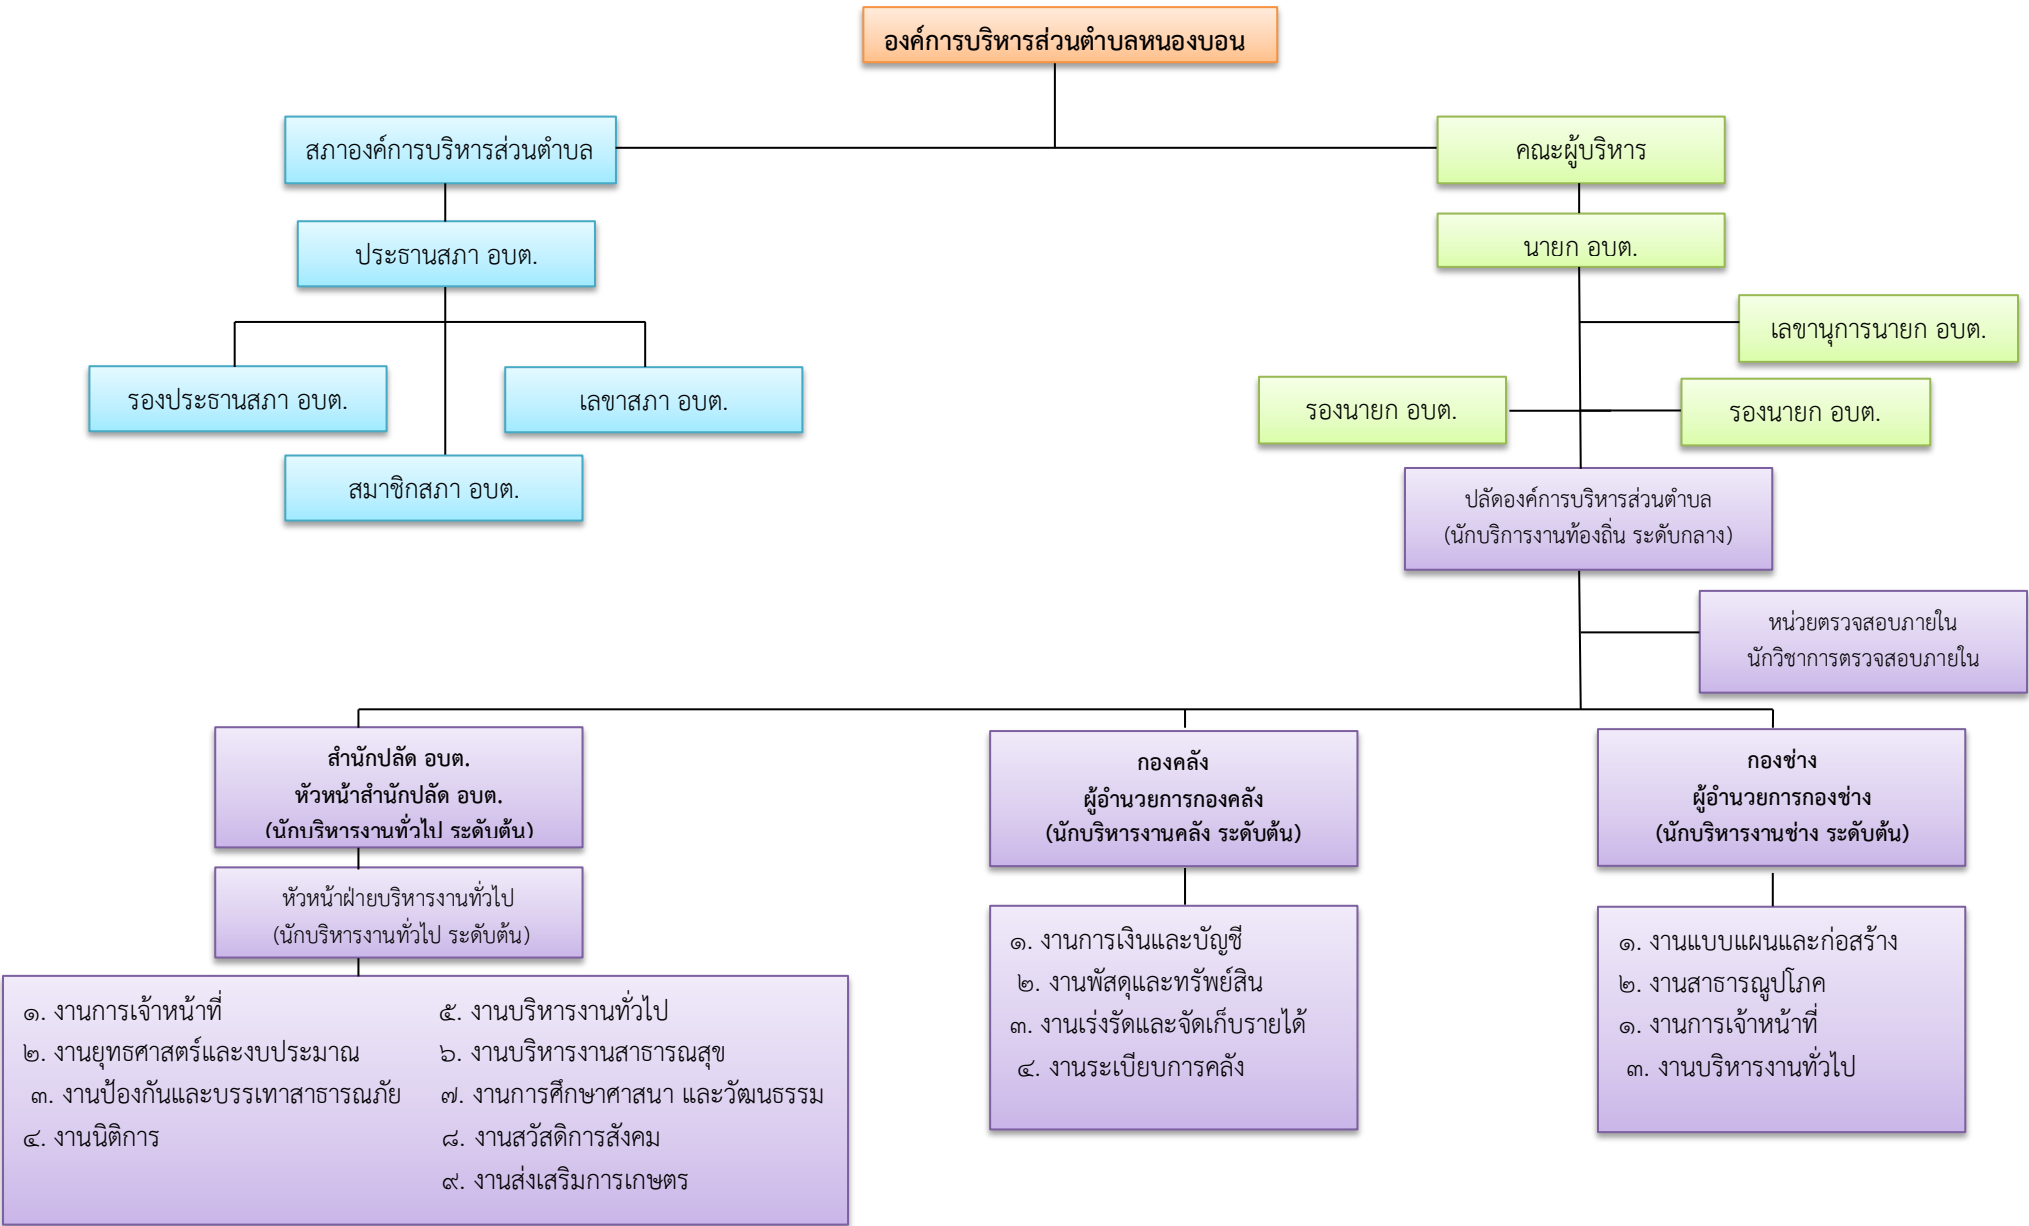 องค์การบริหารส่วนตำบลหนองบอน
สภาองค์การบริหารส่วนตำบล
คณะผู้บริหาร
ประธานสภา อบต.
นายก อบต.
เลขานุการนายก อบต.
รองประธานสภา อบต.
เลขาสภา อบต.
รองนายก อบต.
รองนายก อบต.
สมาชิกสภา อบต.
ปลัดองค์การบริหารส่วนตำบล
(นักบริการงานท้องถิ่น ระดับกลาง)
หน่วยตรวจสอบภายใน
นักวิชาการตรวจสอบภายใน
สำนักปลัด อบต.
หัวหน้าสำนักปลัด อบต.
(นักบริหารงานทั่วไป ระดับต้น)
หัวหน้าฝ่ายบริหารงานทั่วไป
(นักบริหารงานทั่วไป ระดับต้น)
๑. งานการเจ้าหน้าที่
๒. งานยุทธศาสตร์และงบประมาณ
๓. งานป้องกันและบรรเทาสาธารณภัย
๔. งานนิติการ
๕. งานบริหารงานทั่วไป
๖. งานบริหารงานสาธารณสุข
๗. งานการศึกษาศาสนา และวัฒนธรรม
๘. งานสวัสดิการสังคม
๙. งานส่งเสริมการเกษตร
กองคลัง
ผู้อำนวยการกองคลัง
(นักบริหารงานคลัง ระดับต้น)
๑. งานการเงินและบัญชี
๒. งานพัสดุและทรัพย์สิน
๓. งานเร่งรัดและจัดเก็บรายได้
๔. งานระเบียบการคลัง
กองช่าง
ผู้อำนวยการกองช่าง
(นักบริหารงานช่าง ระดับต้น)
๑. งานแบบแผนและก่อสร้าง
๒. งานสาธารณูปโภค
๑. งานการเจ้าหน้าที่
๓. งานบริหารงานทั่วไป